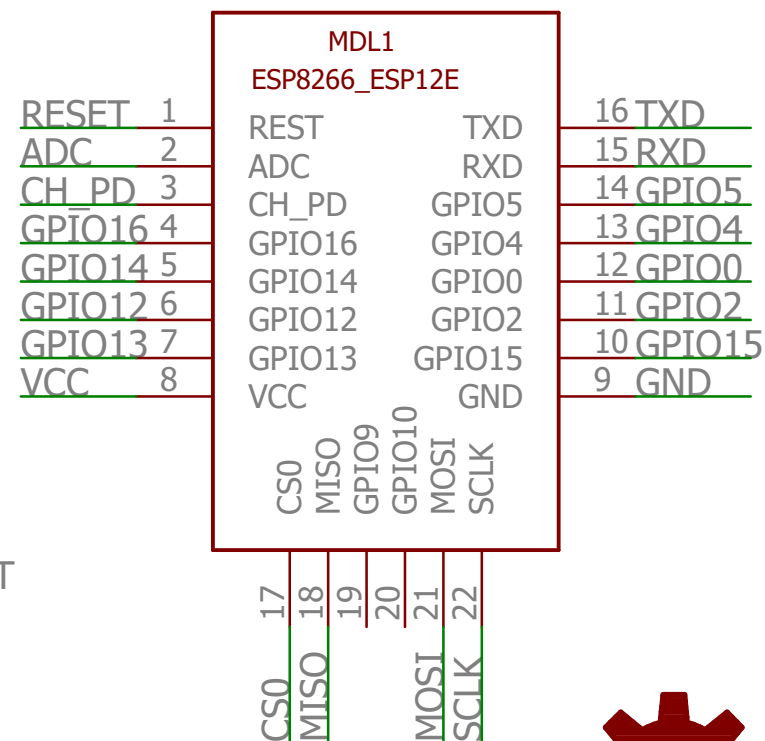 MDL1
ESP8266_ESP12E
RESET 1 REST TXD 16 TXD
ADC 2 ADC RXD 15 RXD
CH_PD 3 CH_PD GPIO5 14 GPIO5
GPIO16 4 GPIO16 GPIO4 13 GPIO4
GPIO14 5 GPIO14 GPIO0 12 GPIO0
GPIO12 6 GPIO12 GPIO2 11 GPIO2
GPIO13 7 GPIO13 GPIO15 10 GPIO15
VCC 8 VCC GND 9 GND
CS0 MISO GPIO9 GPIO10 MOSI SCLK
T
17 18 19 20 21 22
CS0 MISO MOSI SCLK